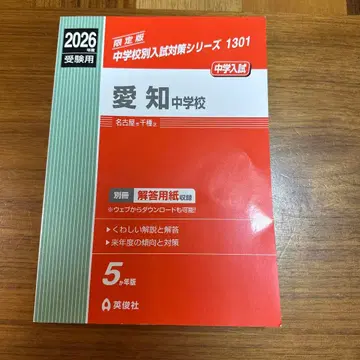 2026年度
受験用
限定版
中学校別入試対策シリーズ 1301
中学入試
愛知中学校
名古屋市千種区
別冊 解答用紙収録
※ウェブからダウンロードも可能!!
▶くわしい解説と解答
▶来年度の傾向と対策
5か年版
英俊社